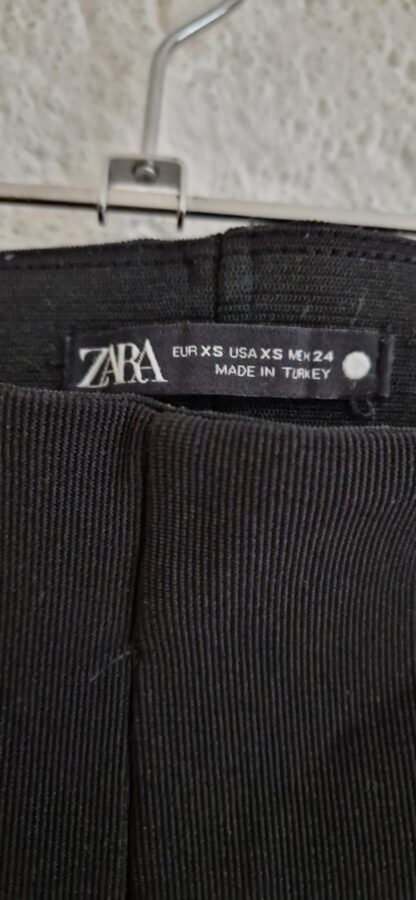 ZARA
EUR XS USA XS MEX 24
MADE IN TURKEY